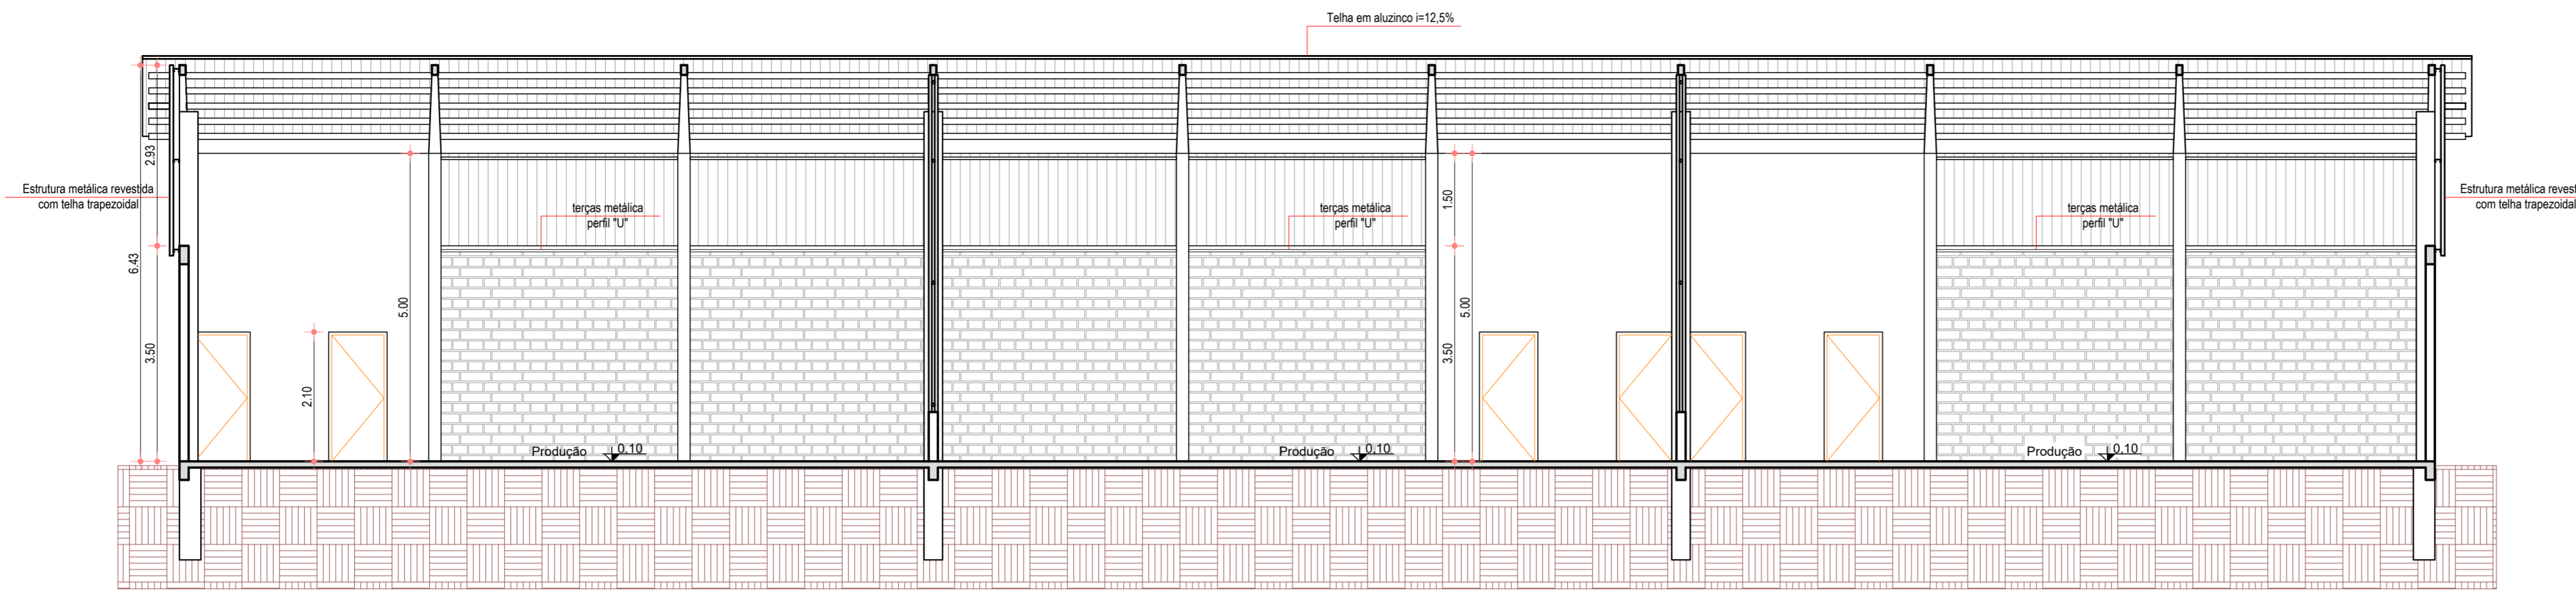 Telha em aluzinco i=12,5%
2.93
Estrutura metálica revestida
com telha trapezoidal
6.43
3.50
2.10
5.00
terças metálica
perfil "U"
Produção 0,10
terças metálica
perfil "U"
Produção 0,10
1.50
3.50
5.00
terças metálica
perfil "U"
Produção 0,10
Estrutura metálica revest
com telha trapezoidal